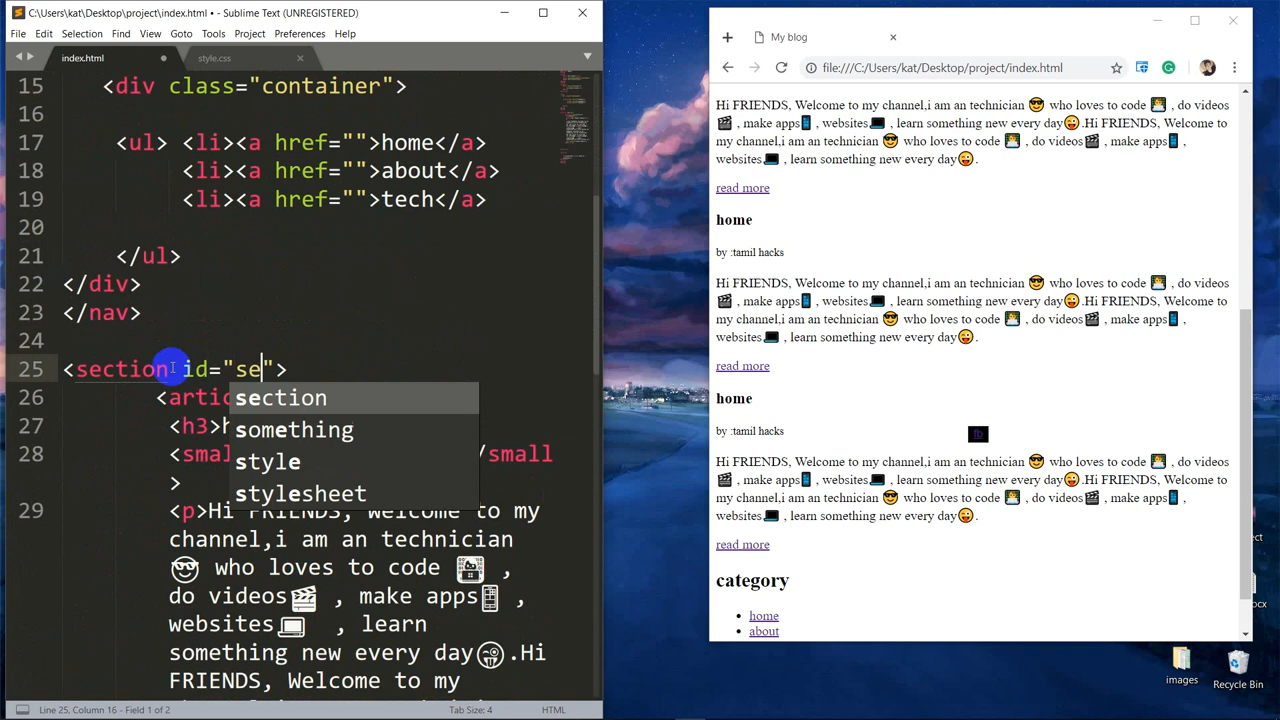 C:\Users\kat\Desktop\project\index.html • - Sublime Text (UNREGISTERED)
File Edit Selection Find View Goto Tools Project Preferences Help
index.html
style.css
15 <div class="container">
16
17 <ul> <li><a href="">home</a>
18 <li><a href="">about</a>
19 <li><a href="">tech</a>
20
21 </ul>
22 </div>
23 </nav>
24
25 <section id="se">
26 <artic
section
something
style
stylesheet
27 <h3>
28 <smal /small
>
29 <p>Hi FRIENDS, Welcome to my
channel,i am an technician
😎 who loves to code 👨‍💻 ,
do videos🎬 , make apps📱 ,
websites💻 , learn
something new every day😜.Hi
FRIENDS, Welcome to my
Line 25, Column 16 - Field 1 of 2
Tab Size: 4
HTML
My blog
file:///C:/Users/kat/Desktop/project/index.html
Hi FRIENDS, Welcome to my channel,i am an technician 😎 who loves to code 👨‍💻 , do videos
🎬 , make apps📱 , websites💻 , learn something new every day😜.Hi FRIENDS, Welcome to
my channel,i am an technician 😎 who loves to code 👨‍💻 , do videos🎬 , make apps📱 ,
websites💻 , learn something new every day😜.
read more
home
by :tamil hacks
Hi FRIENDS, Welcome to my channel,i am an technician 😎 who loves to code 👨‍💻 , do videos
🎬 , make apps📱 , websites💻 , learn something new every day😜.Hi FRIENDS, Welcome to
my channel,i am an technician 😎 who loves to code 👨‍💻 , do videos🎬 , make apps📱 ,
websites💻 , learn something new every day😜.
read more
home
by :tamil hacks
Hi FRIENDS, Welcome to my channel,i am an technician 😎 who loves to code 👨‍💻 , do videos
🎬 , make apps📱 , websites💻 , learn something new every day😜.Hi FRIENDS, Welcome to
my channel,i am an technician 😎 who loves to code 👨‍💻 , do videos🎬 , make apps📱 ,
websites💻 , learn something new every day😜.
read more
category
• home
• about
images
Recycle Bin